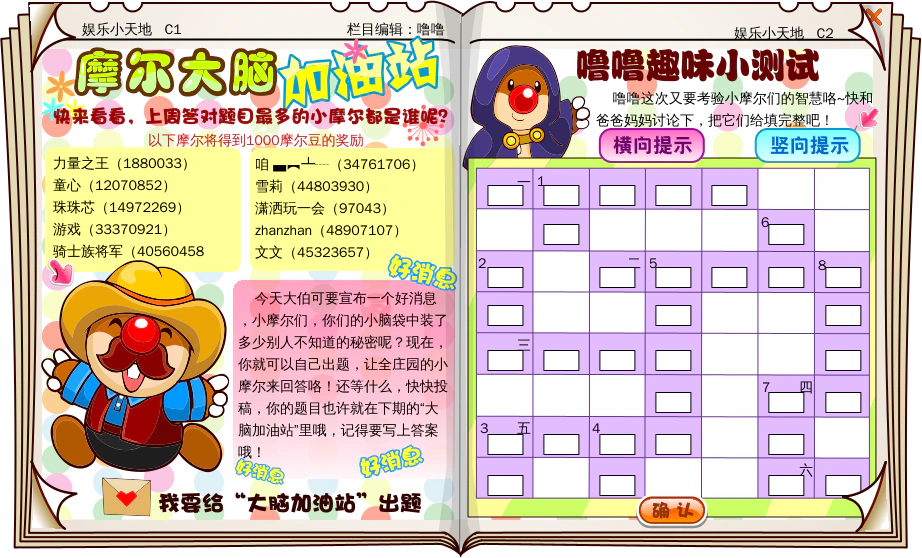 娱乐小天地 C1
栏目编辑：噜噜
摩尔大脑加油站
快来看看，上周答对题目最多的小摩尔都是谁呢？
以下摩尔将得到1000摩尔豆的奖励
力量之王（1880033）
童心（12070852）
珠珠芯（14972269）
游戏（33370921）
骑士族将军（40560458
咱 ▃︻┻┈（34761706）
雪莉（44803930）
潇洒玩一会（97043）
zhanzhan（48907107）
文文（45323657）
好消息
今天大伯可要宣布一个好消息
，小摩尔们，你们的小脑袋中装了
多少别人不知道的秘密呢？现在，
你就可以自己出题，让全庄园的小
摩尔来回答咯！还等什么，快快投
稿，你的题目也许就在下期的“大
脑加油站”里哦，记得要写上答案
哦！
好消息
好消息
我要给“大脑加油站”出题
娱乐小天地 C2
噜噜趣味小测试
噜噜这次又要考验小摩尔们的智慧咯~快和
爸爸妈妈讨论下，把它们给填完整吧！
横向提示
竖向提示
一 1
6
2 二 5 8
三
7 四
3 五 4
六
确认